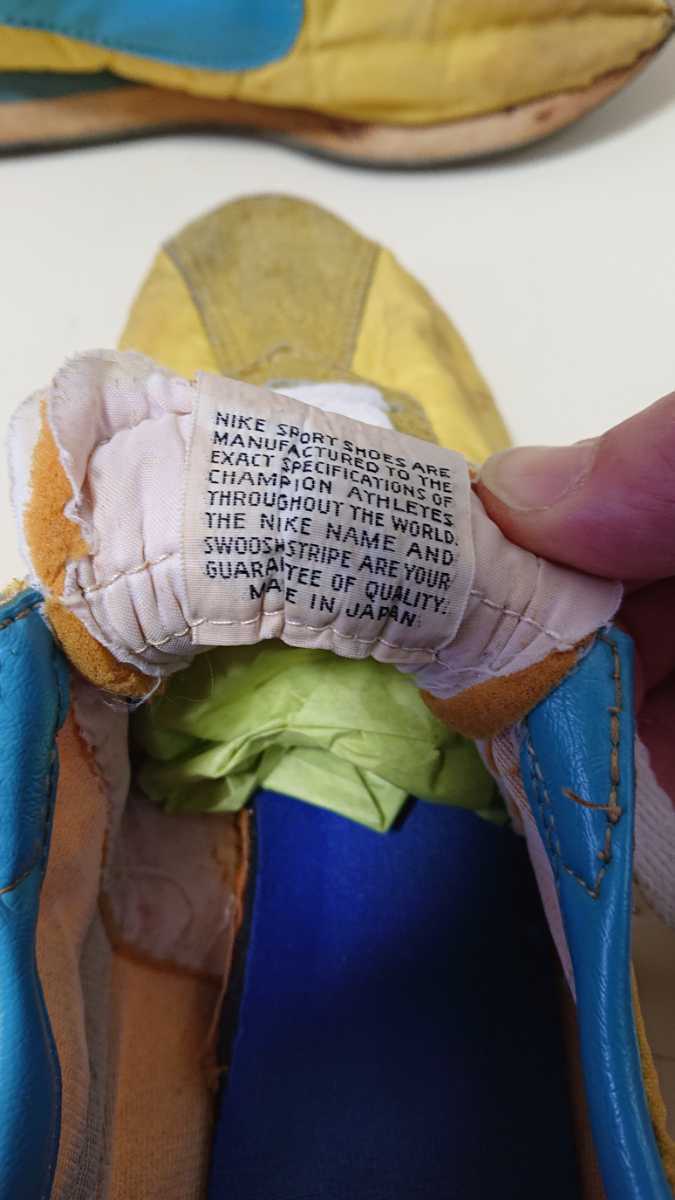 NIKE SPORT SHOES ARE
MANUFACTURED TO THE
EXACT SPECIFICATIONS OF
CHAMPION ATHLETES
THROUGHOUT THE WORLD.
THE NIKE NAME AND
SWOOSHSTRIPE ARE YOUR
GUARANTEE OF QUALITY.
MADE IN JAPAN